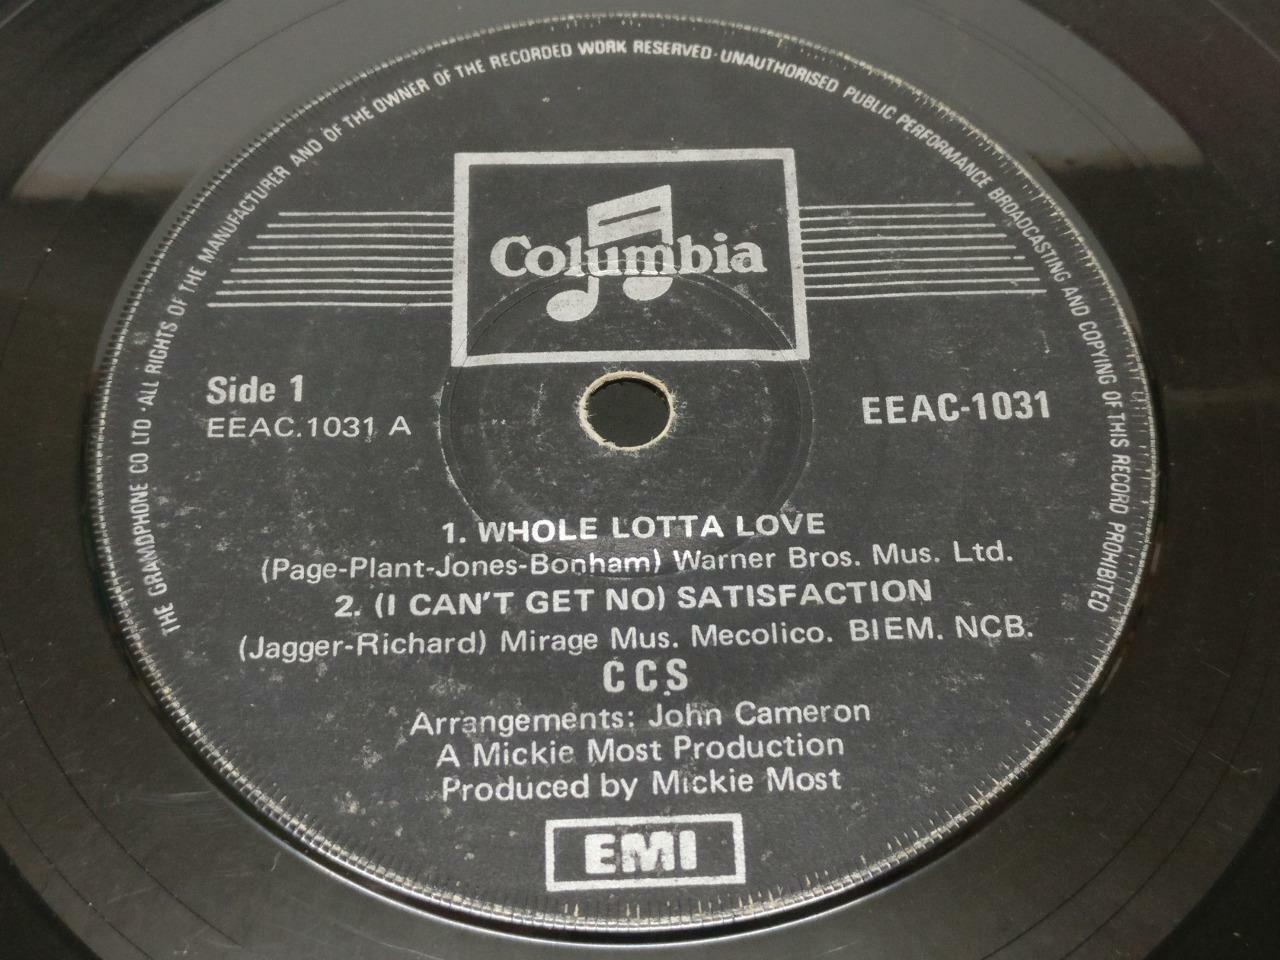 THE GRAMOPHONE CO LTD · ALL RIGHTS OF THE MANUFACTURER AND OF THE OWNER OF THE RECORDED WORK RESERVED · UNAUTHORISED PUBLIC PERFORMANCE BROADCASTING AND COPYING OF THIS RECORD PROHIBITED
Columbia
Side 1
EEAC.1031 A
EEAC-1031
1. WHOLE LOTTA LOVE
(Page-Plant-Jones-Bonham) Warner Bros. Mus. Ltd.
2. (I CAN'T GET NO) SATISFACTION
(Jagger-Richard) Mirage Mus. Mecolico. BIEM. NCB.
C C S
Arrangements: John Cameron
A Mickie Most Production
Produced by Mickie Most
EMI